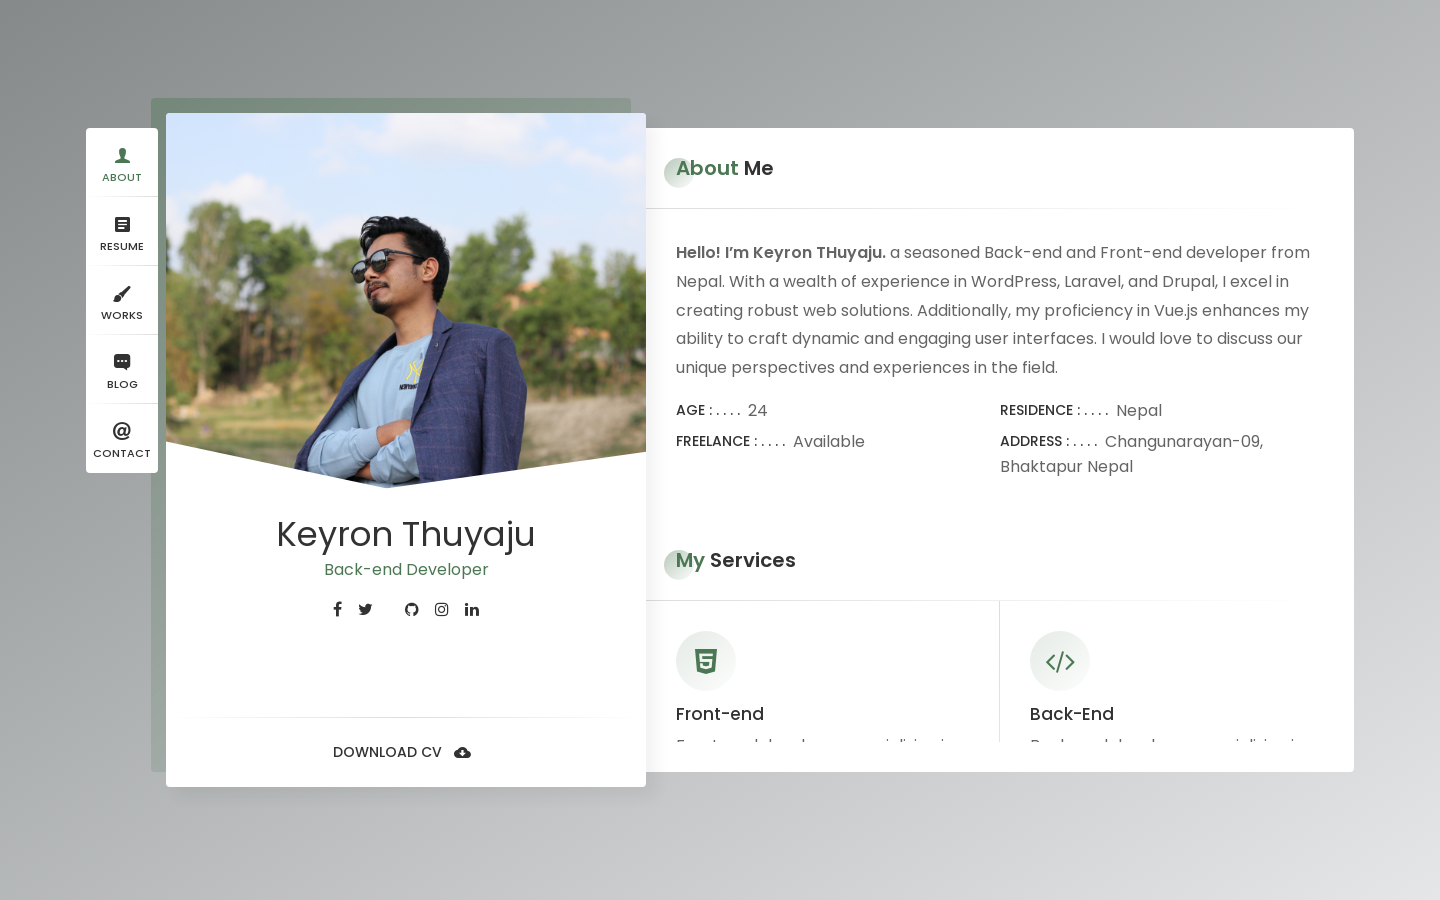 ABOUT
RESUME
WORKS
BLOG
CONTACT
Keyron Thuyaju
Back-end Developer
DOWNLOAD CV
About Me
Hello! I'm Keyron THuyaju. a seasoned Back-end and Front-end developer from
Nepal. With a wealth of experience in WordPress, Laravel, and Drupal, I excel in
creating robust web solutions. Additionally, my proficiency in Vue.js enhances my
ability to craft dynamic and engaging user interfaces. I would love to discuss our
unique perspectives and experiences in the field.
AGE : . . . . 24
RESIDENCE : . . . . Nepal
FREELANCE : . . . . Available
ADDRESS : . . . . Changunarayan-09,
Bhaktapur Nepal
My Services
Front-end
Back-End